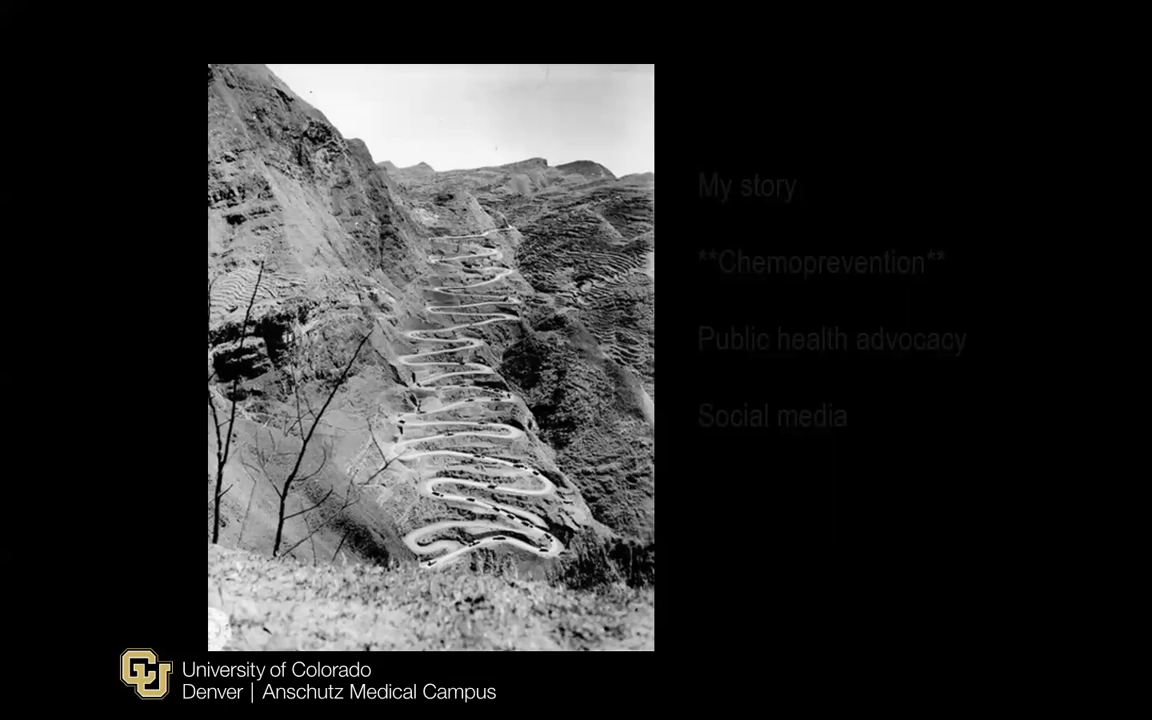 My story
**Chemoprevention**
Public health advocacy
Social media
University of Colorado
Denver | Anschutz Medical Campus